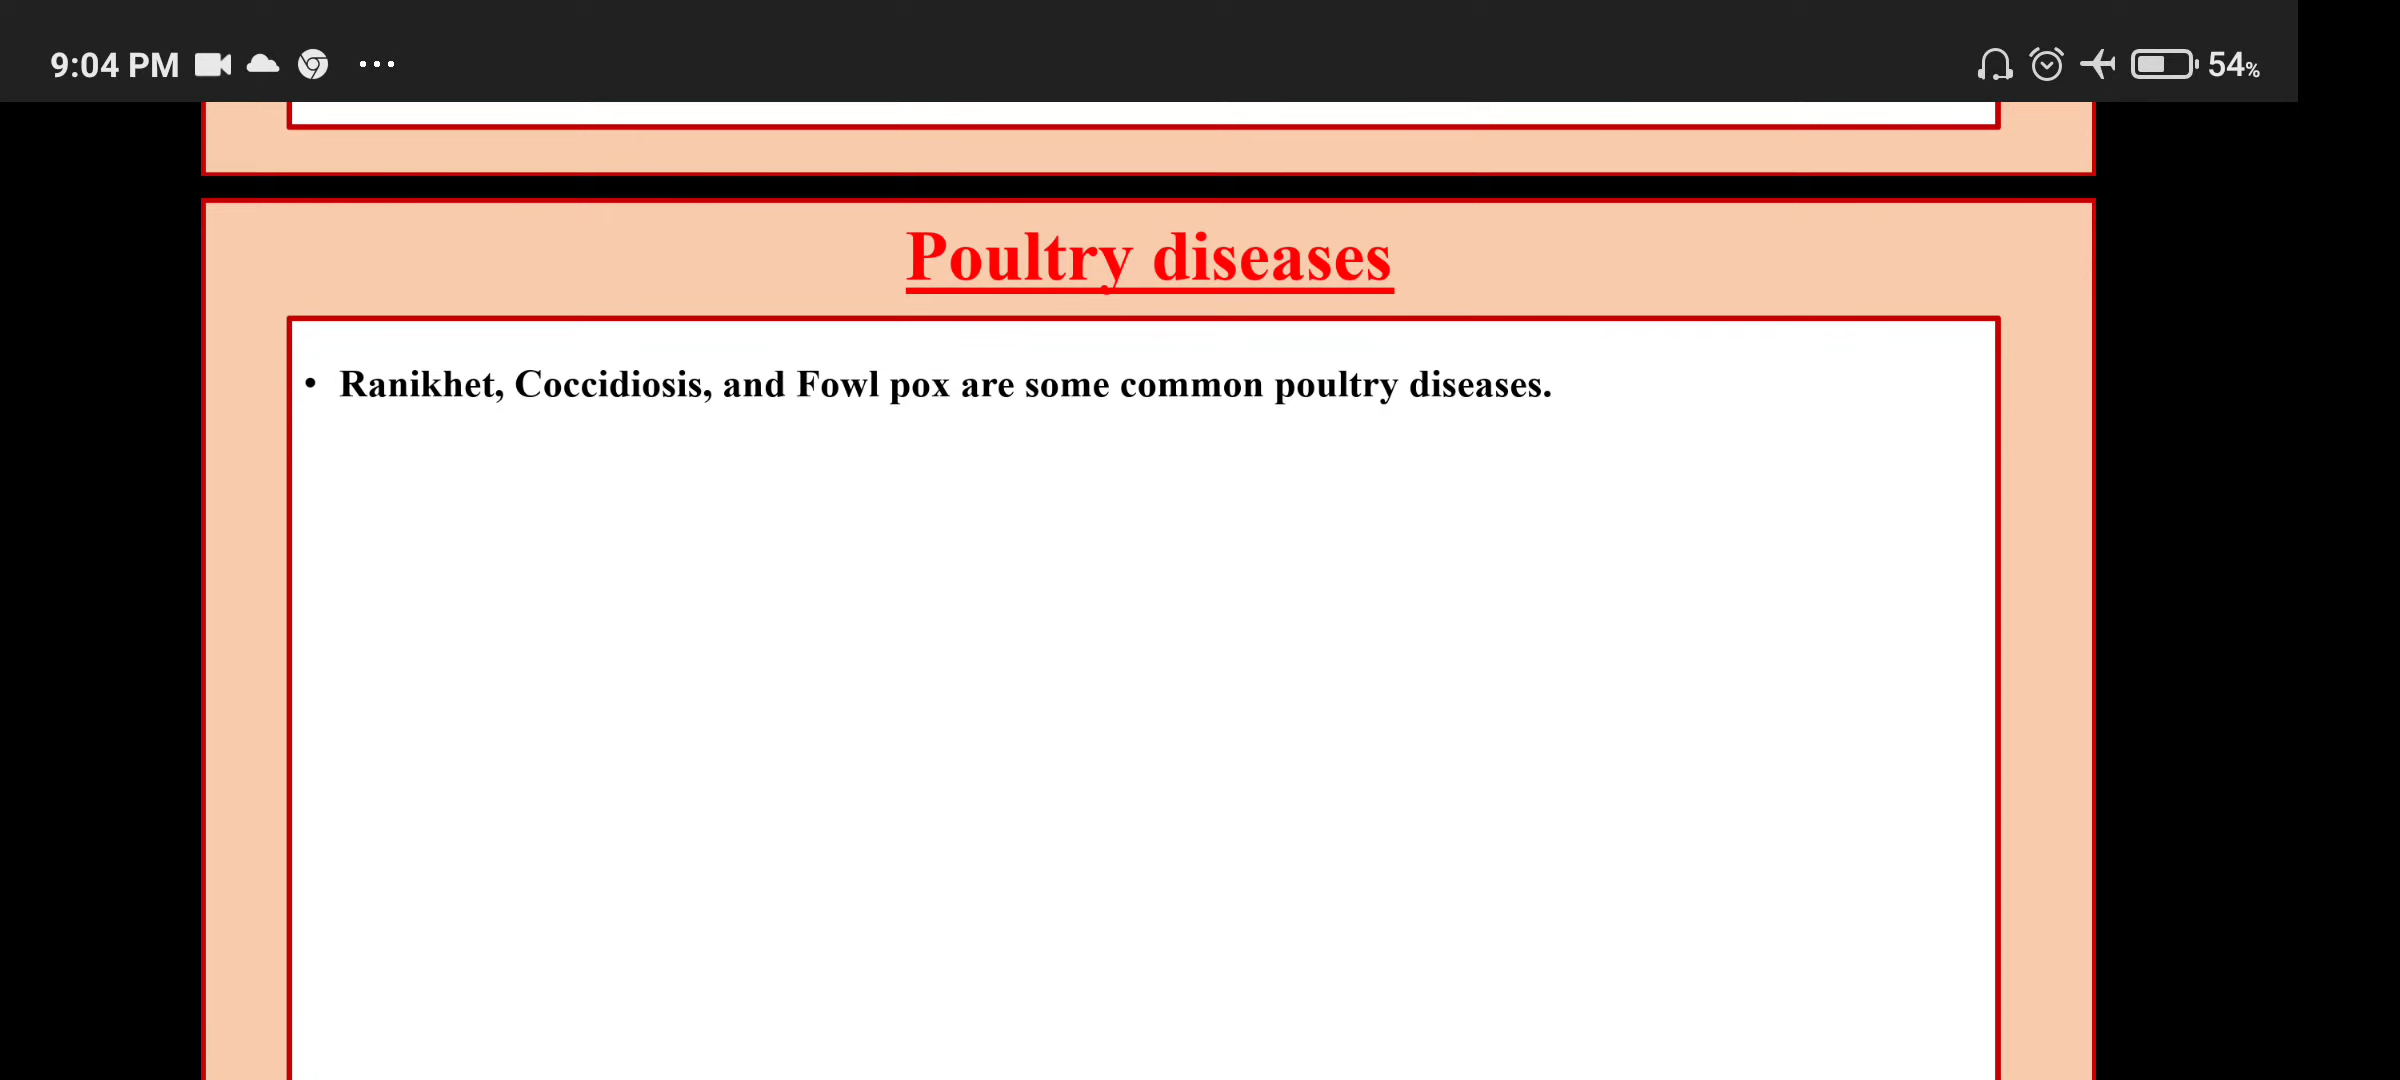 9:04 PM ... 54%
Poultry diseases
• Ranikhet, Coccidiosis, and Fowl pox are some common poultry diseases.